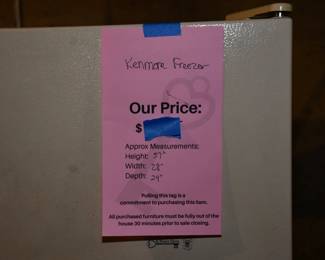 Kenmore Freezer
Our Price:
$
Approx Measurements:
Height: 57"
Width: 28"
Depth: 29"
Pulling this tag is a
commitment to purchasing this item.
All purchased furniture must be fully out of the
house 30 minutes prior to sale closing.